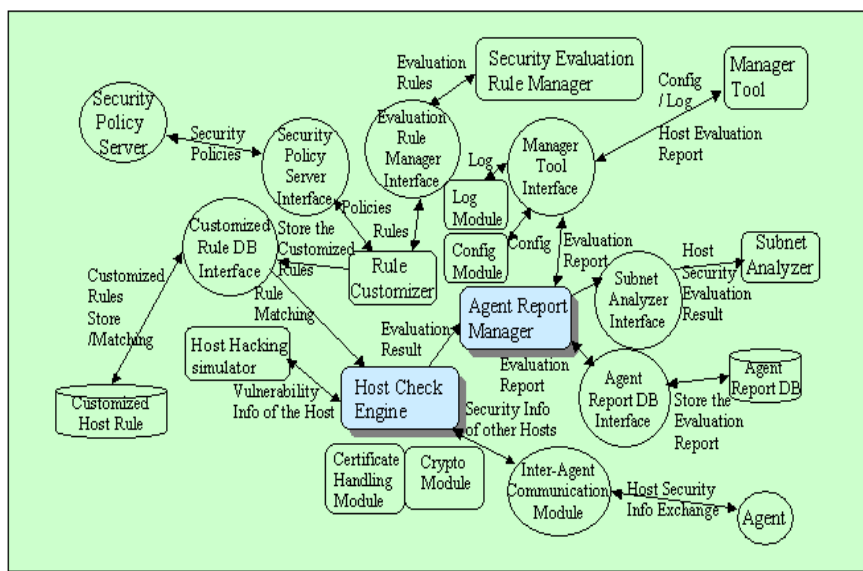 Security
Policy
Server
Security
Policies
Security
Policy
Server
Interface
Evaluation
Rules
Evaluation
Rule
Manager
Interface
Security Evaluation
Rule Manager
Config
/ Log
Manager
Tool
Host Evaluation
Report
Manager
Tool
Interface
Log
Log
Module
Config
Module
Config
Policies
Rules
Customized
Rule DB
Interface
Store the
Customized
Rules
Rule
Customizer
Evaluation
Report
Host
Security
Evaluation
Result
Subnet
Analyzer
Subnet
Analyzer
Interface
Customized
Rules
Store
/Matching
Rule
Matching
Agent Report
Manager
Evaluation
Result
Host Hacking
simulator
Vulnerability
Info of the Host
Host Check
Engine
Evaluation
Report
Agent
Report DB
Interface
Agent
Report DB
Store the
Evaluation
Report
Customized
Host Rule
Security Info
of other Hosts
Certificate
Handling
Module
Crypto
Module
Inter-Agent
Communication
Module
Host Security
Info Exchange
Agent